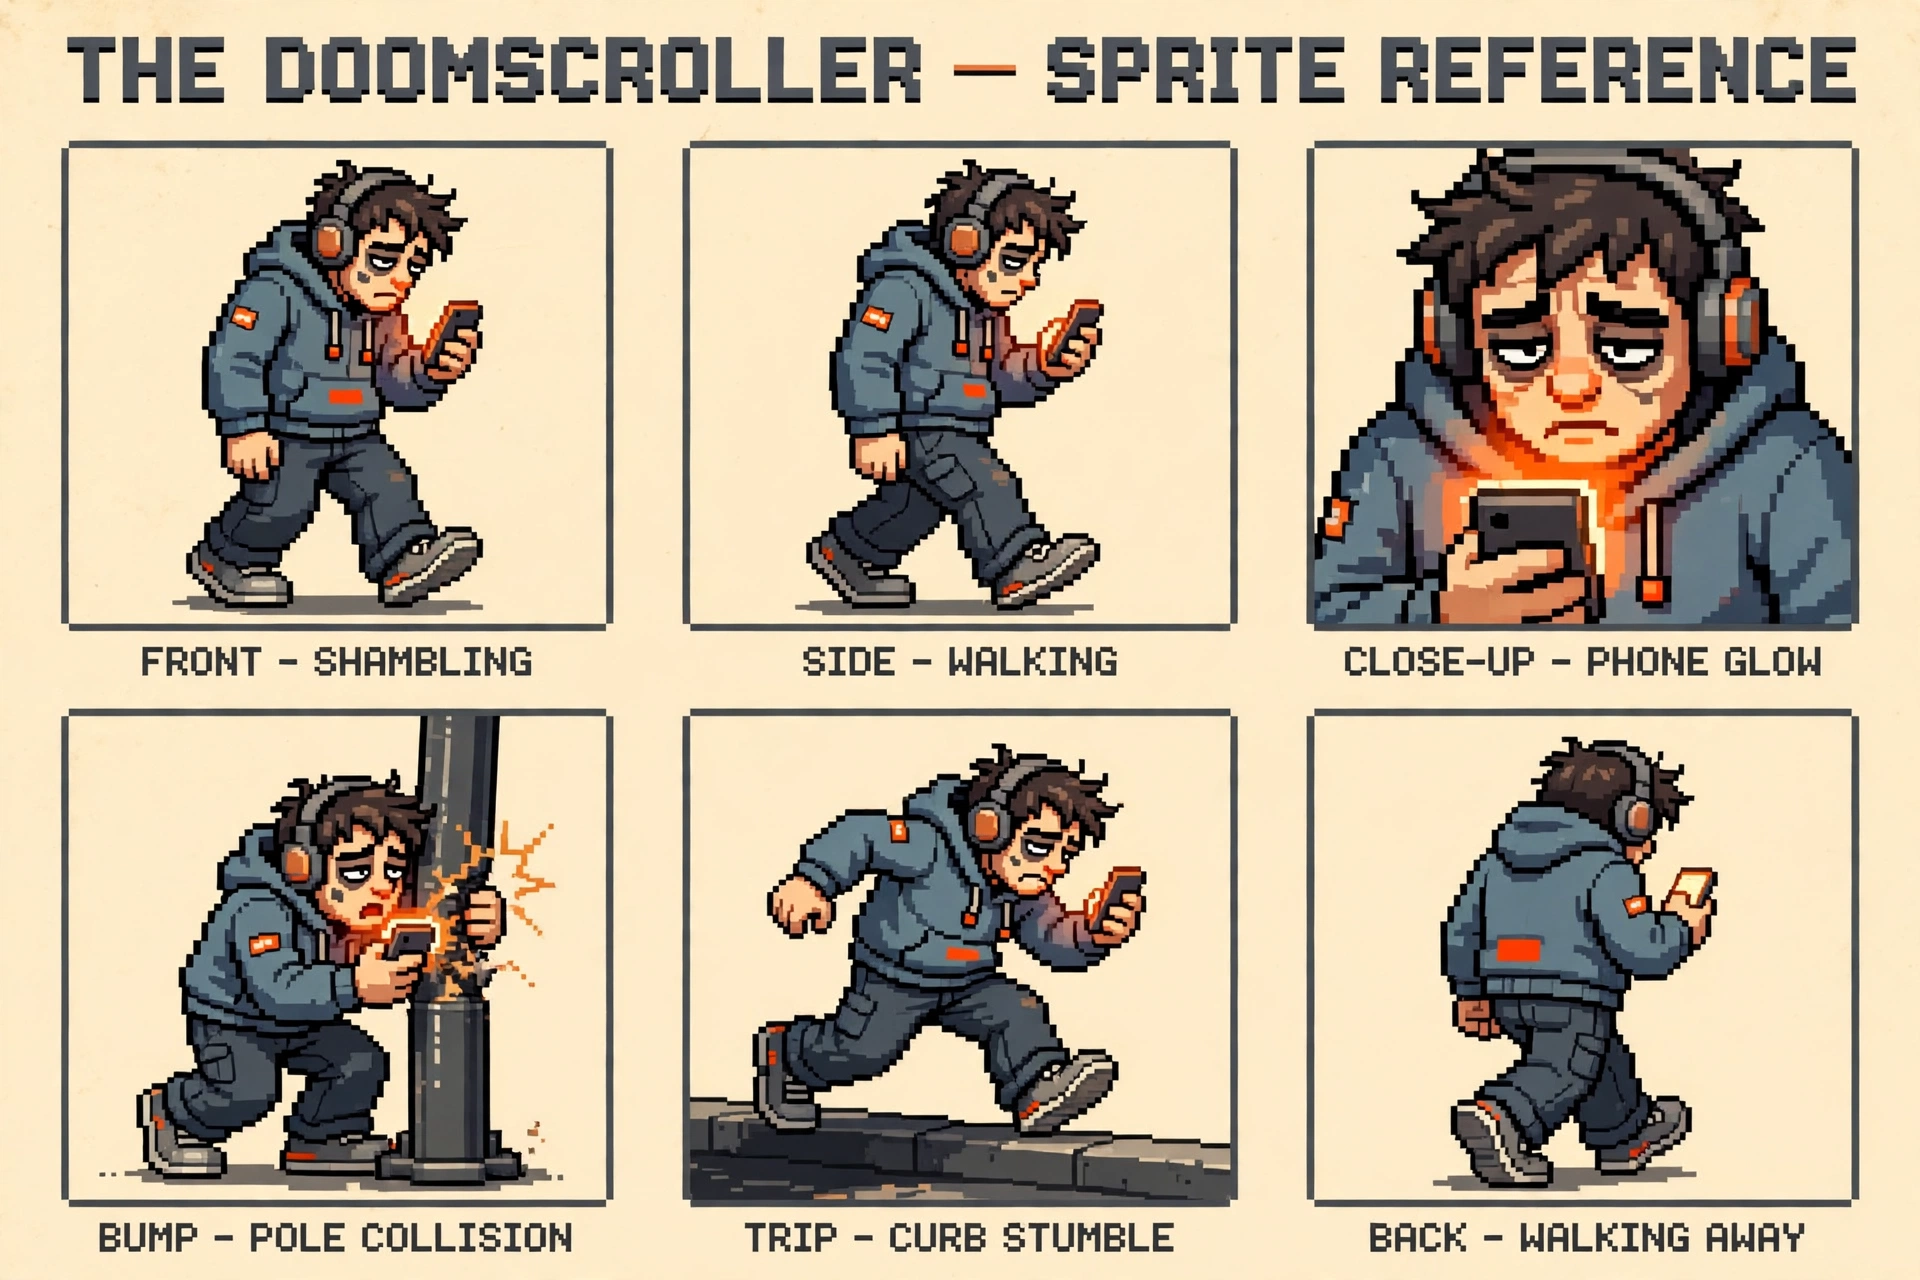 THE DOOMSCROLLER — SPRITE REFERENCE
FRONT - SHAMBLING
SIDE - WALKING
CLOSE-UP - PHONE GLOW
BUMP - POLE COLLISION
TRIP - CURB STUMBLE
BACK - WALKING AWAY